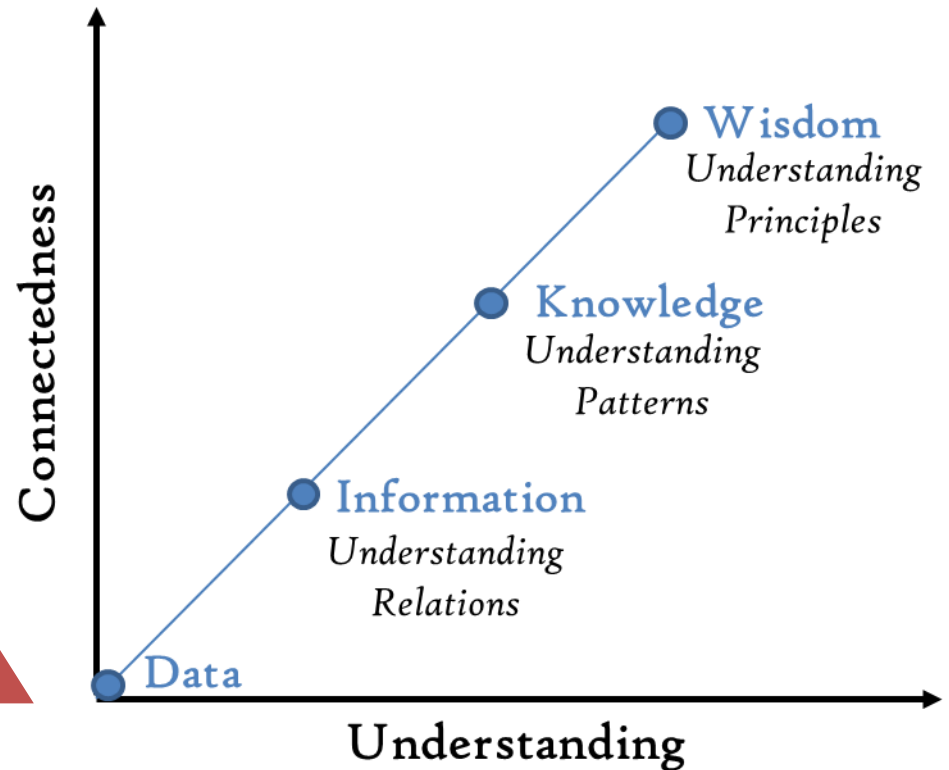 Connectedness
Wisdom
Understanding
Principles
Knowledge
Understanding
Patterns
Information
Understanding
Relations
Data
Understanding